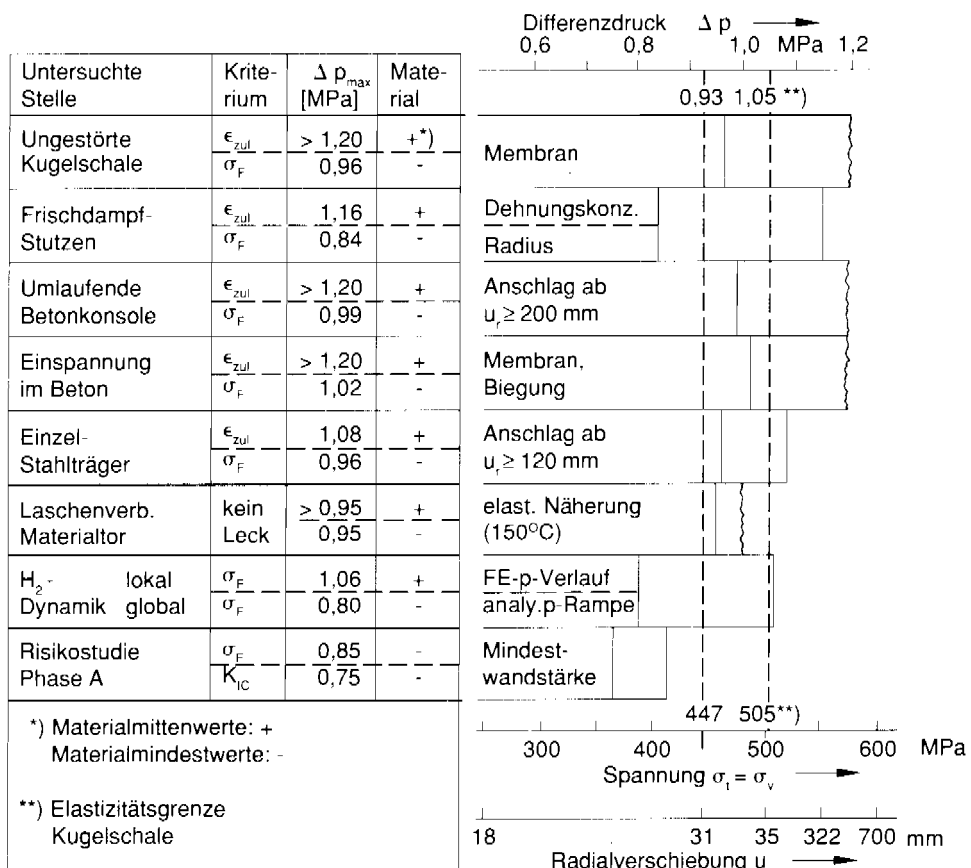 Differenzdruck Δ p
0,6 0,8 1,0 MPa 1,2
Untersuchte Stelle Krite-rium Δ p_max [MPa] Mate-rial
0,93 1,05 **)
Ungestörte Kugelschale
ε_zul > 1,20 +*)
σ_F 0,96 -
Membran
Frischdampf-Stutzen
ε_zul 1,16 +
σ_F 0,84 -
Dehnungskonz.
Radius
Umlaufende Betonkonsole
ε_zul > 1,20 +
σ_F 0,99 -
Anschlag ab
u_r ≥ 200 mm
Einspannung im Beton
ε_zul > 1,20 +
σ_F 1,02 -
Membran,
Biegung
Einzel-Stahlträger
ε_zul 1,08 +
σ_F 0,96 -
Anschlag ab
u_r ≥ 120 mm
Laschenverb. Materialtor
kein > 0,95 +
Leck 0,95 -
elast. Näherung
(150°C)
H₂- lokal
Dynamik global
σ_F 1,06 +
σ_F 0,80 -
FE-p-Verlauf
analy.p-Rampe
Risikostudie Phase A
σ_F 0,85 -
K_IC 0,75 -
Mindest-
wandstärke
*) Materialmittenwerte: +
Materialmindestwerte: -
**) Elastizitätsgrenze
Kugelschale
447 505**)
300 400 500 600 MPa
Spannung σ_t = σ_v
18 31 35 322 700 mm
Radialverschiebung u